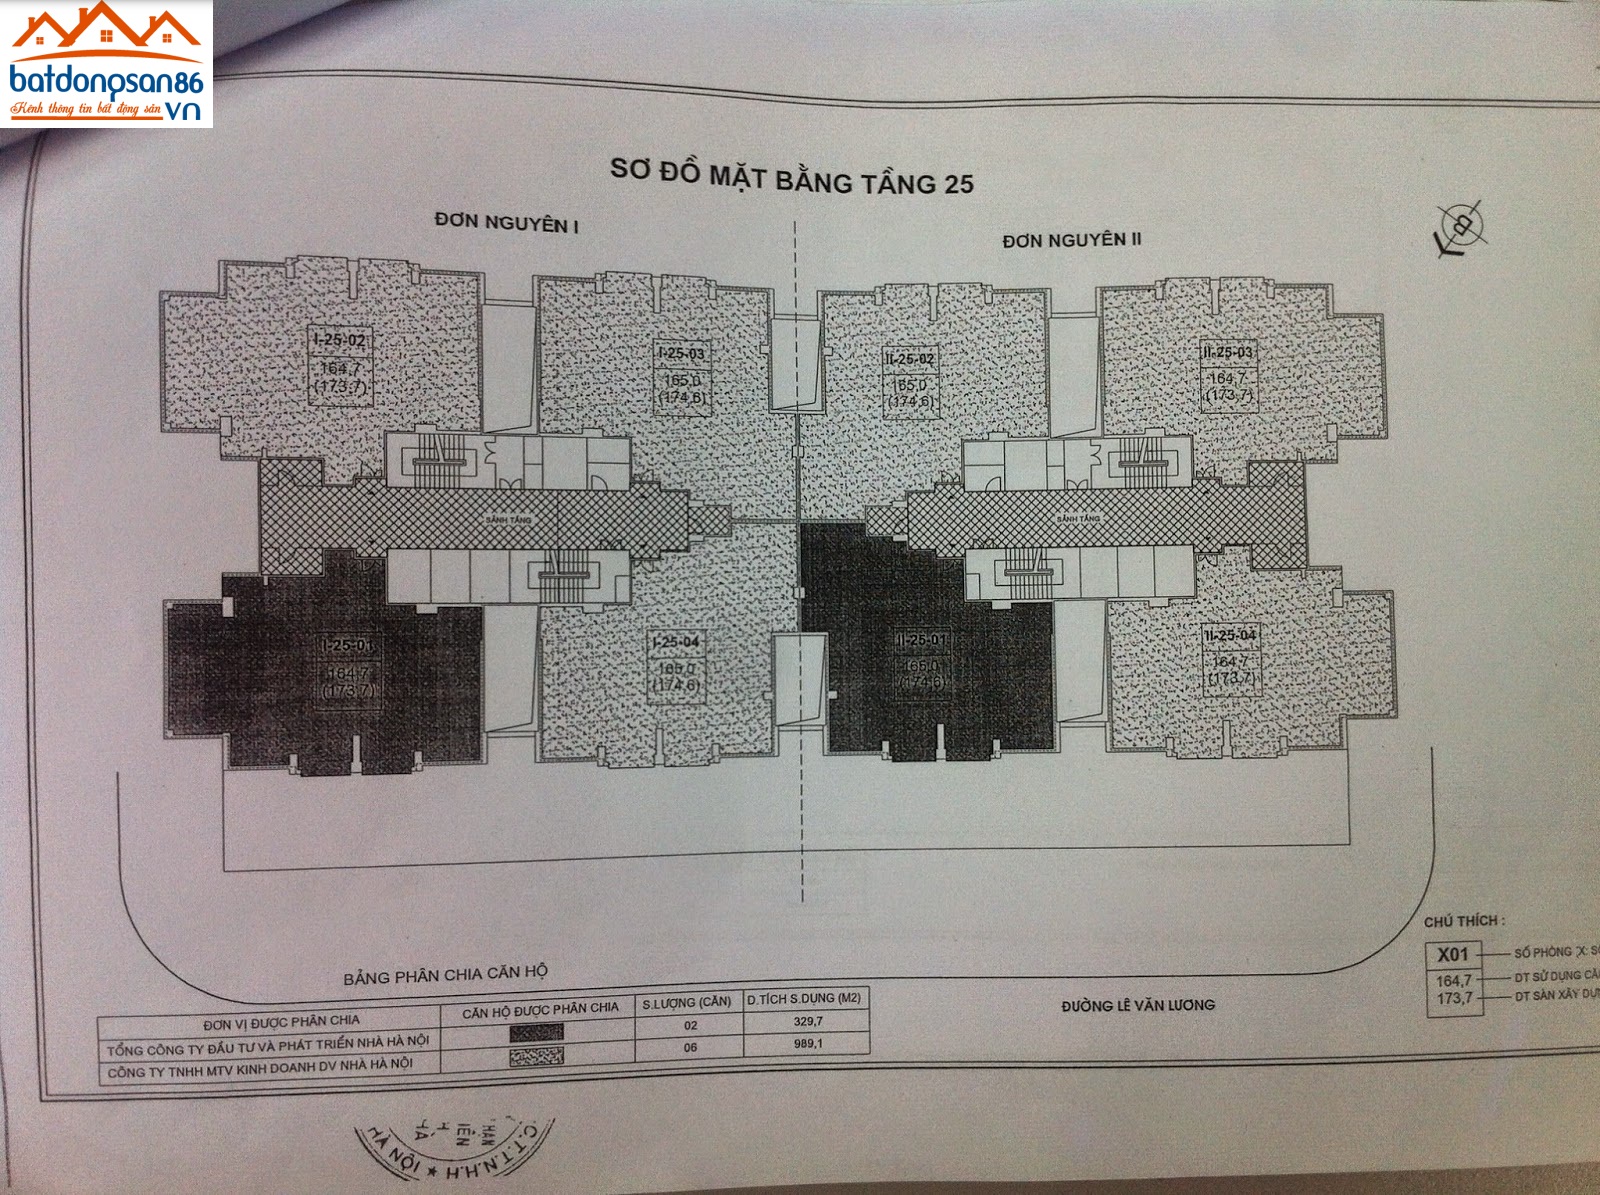 batdongsan86
Kênh thông tin bất động sản
VN
SƠ ĐỒ MẶT BẰNG TẦNG 25
ĐƠN NGUYÊN I
ĐƠN NGUYÊN II
B
I-25-02
164,7
(173,7)
I-25-03
165,0
(174,6)
II-25-02
165,0
(174,6)
II-25-03
164,7
(173,7)
SẢNH TẦNG
SẢNH TẦNG
I-25-01
164,7
(173,7)
I-25-04
165,0
(174,6)
II-25-01
165,0
(174,6)
II-25-04
164,7
(173,7)
CHÚ THÍCH :
X01
SỐ PHÒNG
164,7
DT SỬ DỤNG
173,7
DT SÀN XÂY
BẢNG PHÂN CHIA CĂN HỘ
ĐƯỜNG LÊ VĂN LƯƠNG
ĐƠN VỊ ĐƯỢC PHÂN CHIA CĂN HỘ ĐƯỢC PHÂN CHIA S.LƯỢNG (CĂN) D.TÍCH S.DỤNG (M2)
TỔNG CÔNG TY ĐẦU TƯ VÀ PHÁT TRIỂN NHÀ HÀ NỘI 02 329,7
CÔNG TY TNHH MTV KINH DOANH DV NHÀ HÀ NỘI 06 989,1
C.T.T.N.H.H ★ HÀ NỘI